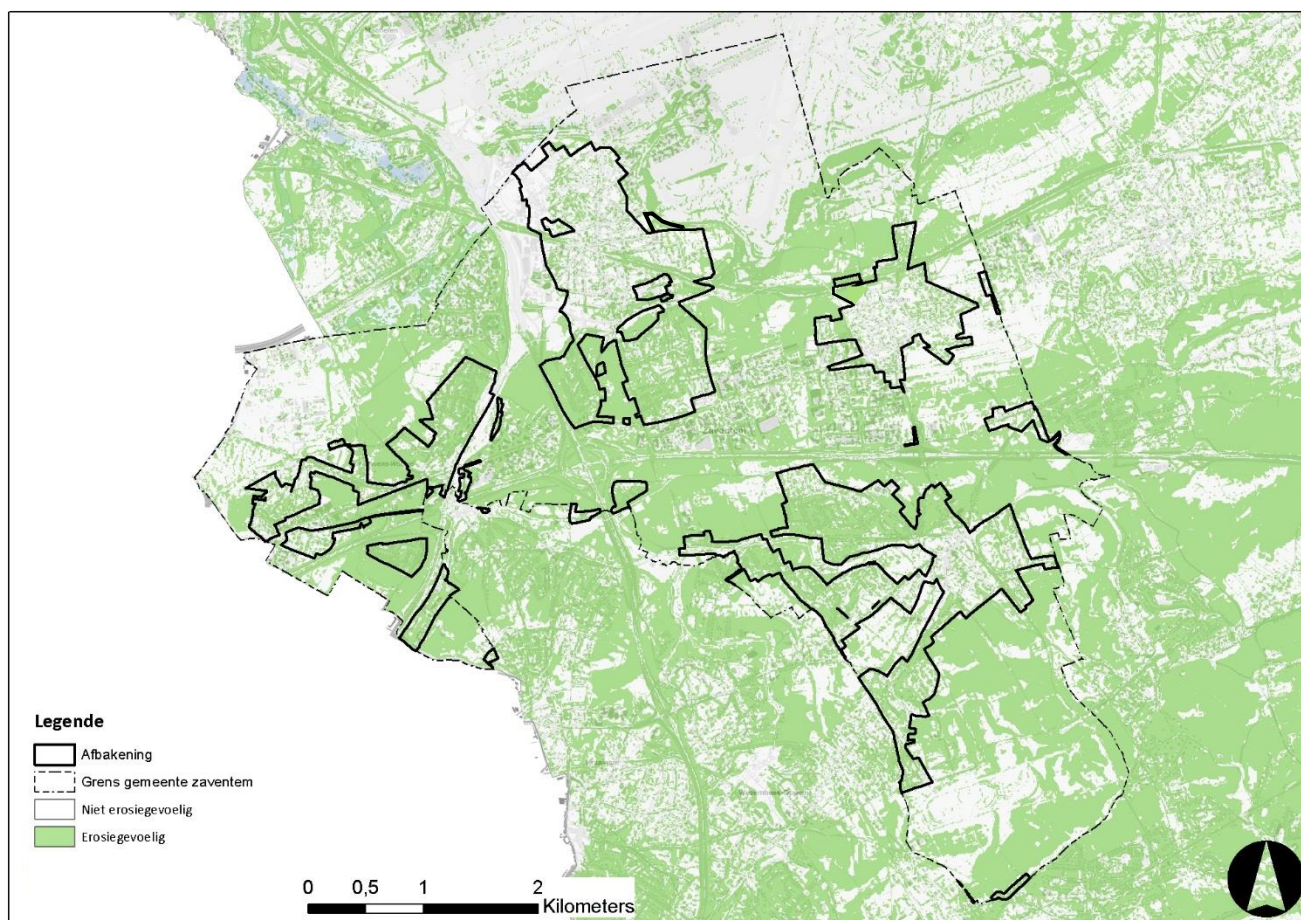 Legende
Afbakening
Grens gemeente zaventem
Niet erosiegevoelig
Erosiegevoelig
0 0,5 1 2
Kilometers